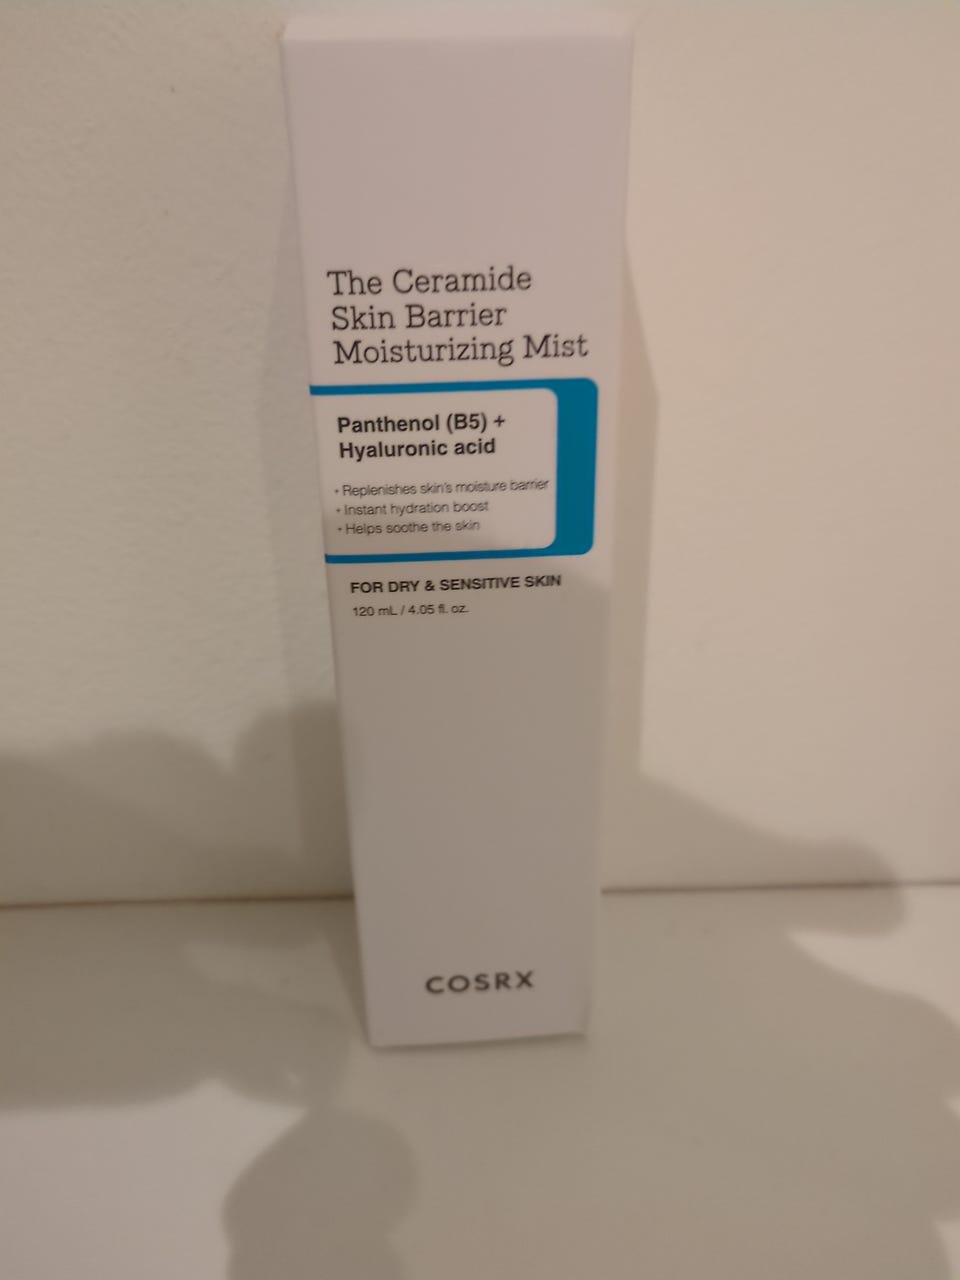 The Ceramide
Skin Barrier
Moisturizing Mist
Panthenol (B5) +
Hyaluronic acid
• Replenishes skin's moisture barrier
• Instant hydration boost
• Helps soothe the skin
FOR DRY & SENSITIVE SKIN
120 mL / 4.05 fl. oz.
COSRX